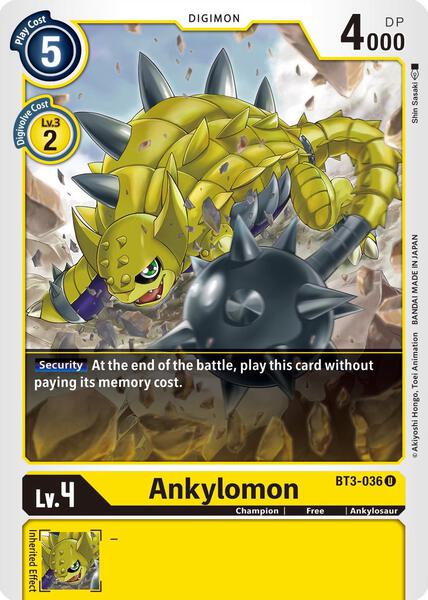 Play Cost
5
DIGIMON
DP
4000
Digivolve Cost
Lv.3
2
Shin Sasaki
Security At the end of the battle, play this card without
paying its memory cost.
© Akiyoshi Hongo, Toei Animation BANDAI MADE IN JAPAN
BT3-036 U
Lv.4
Ankylomon
Champion | Free | Ankylosaur
Inherited Effect
–